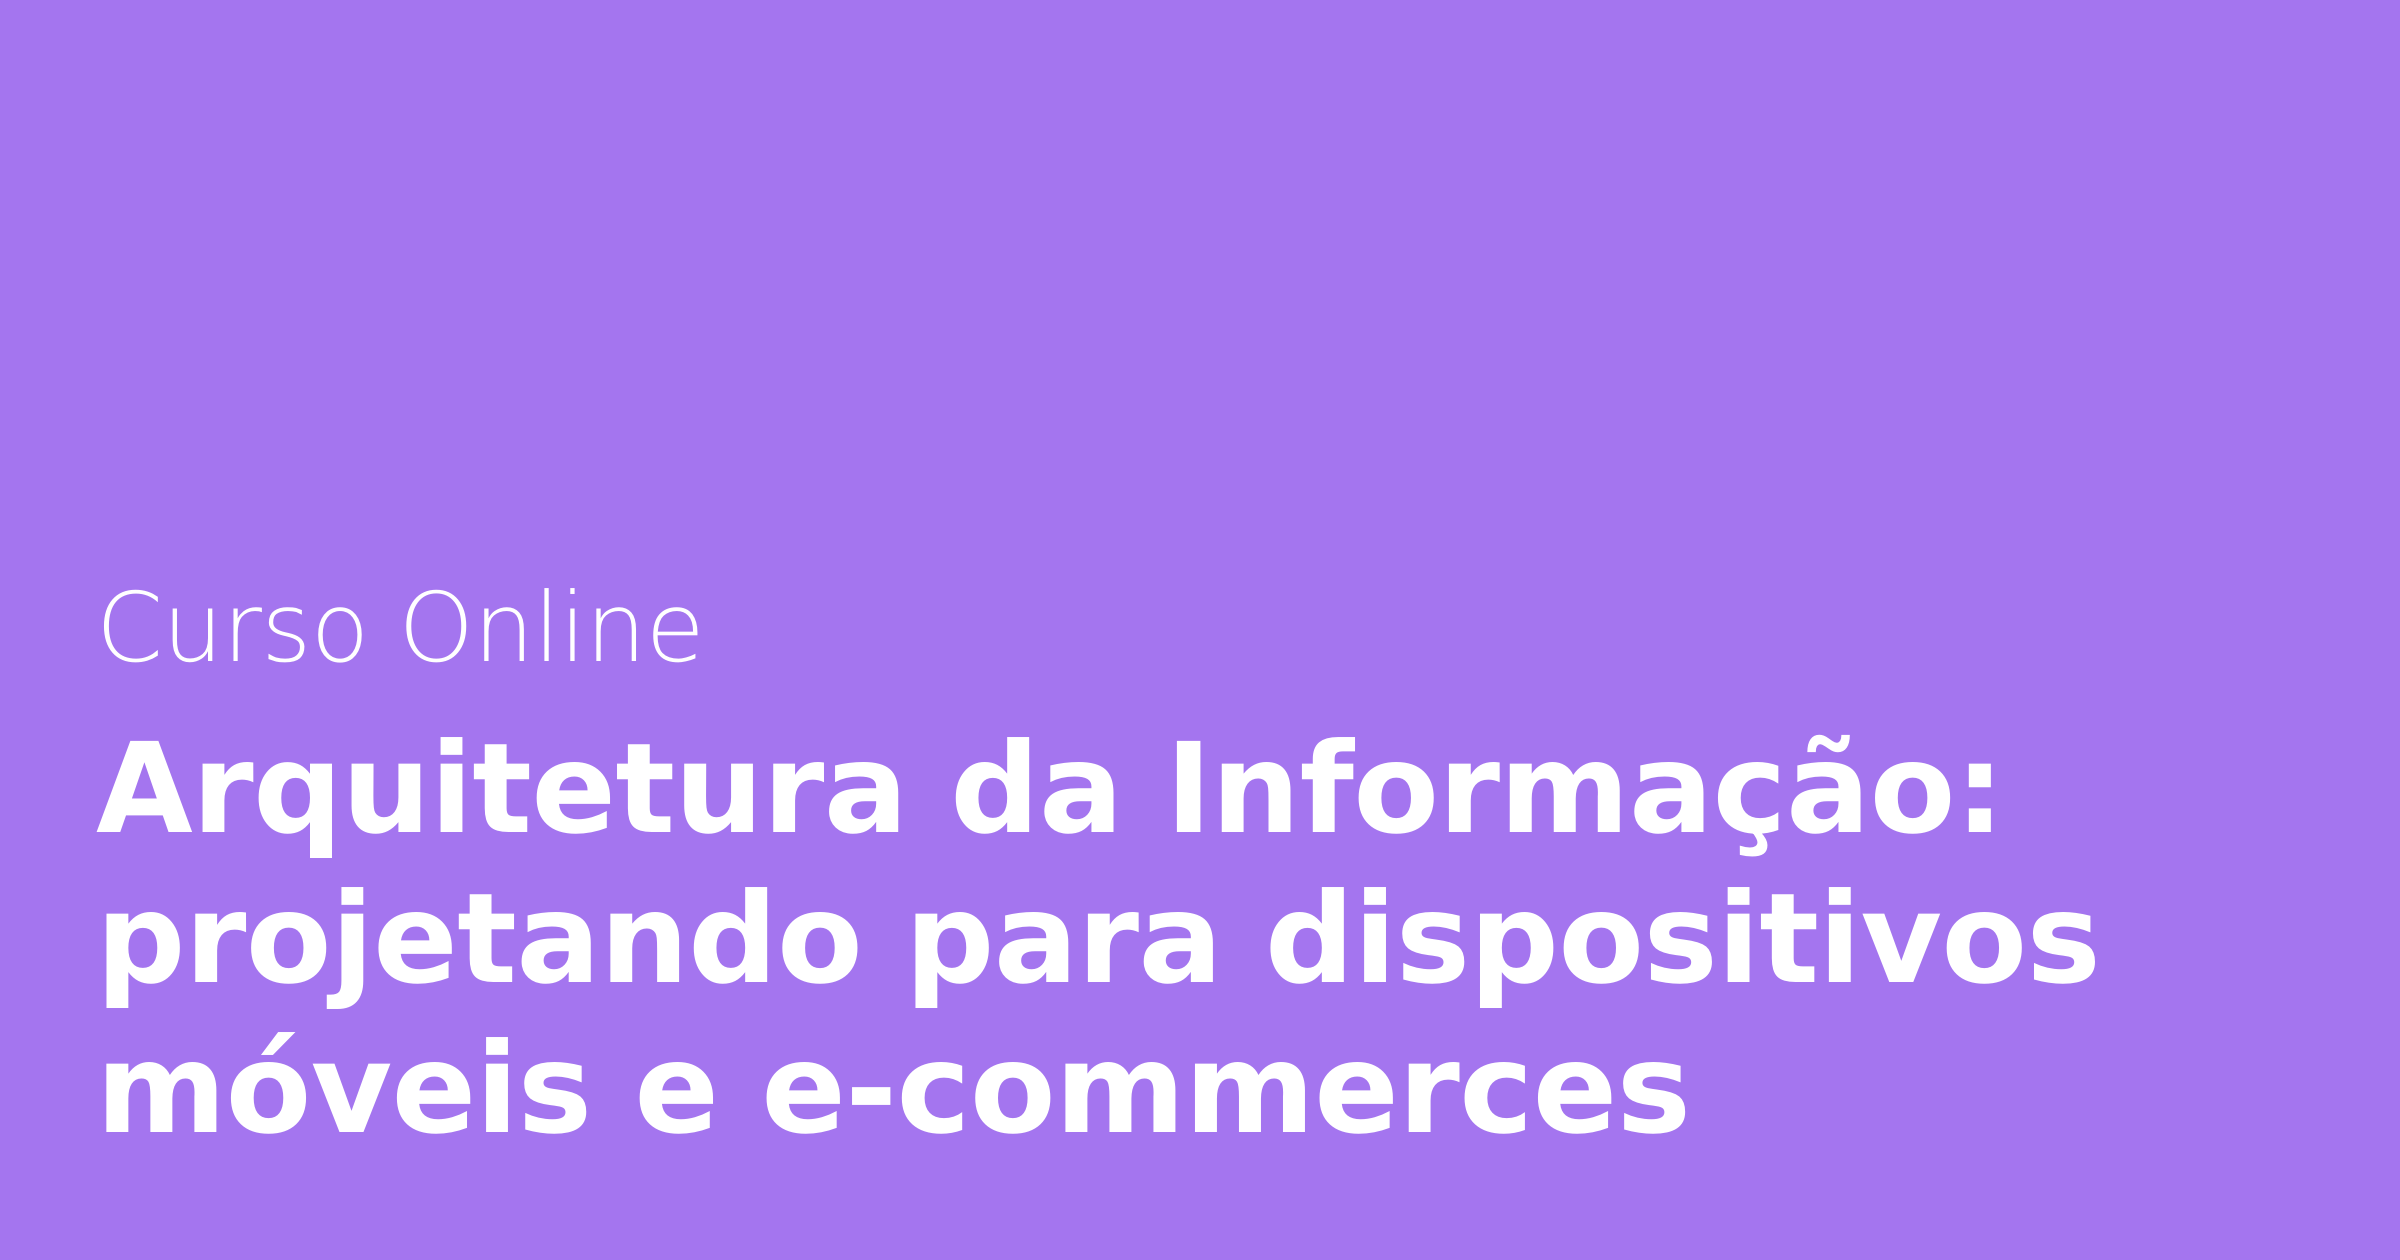 Curso Online
Arquitetura da Informação:
projetando para dispositivos
móveis e e-commerces